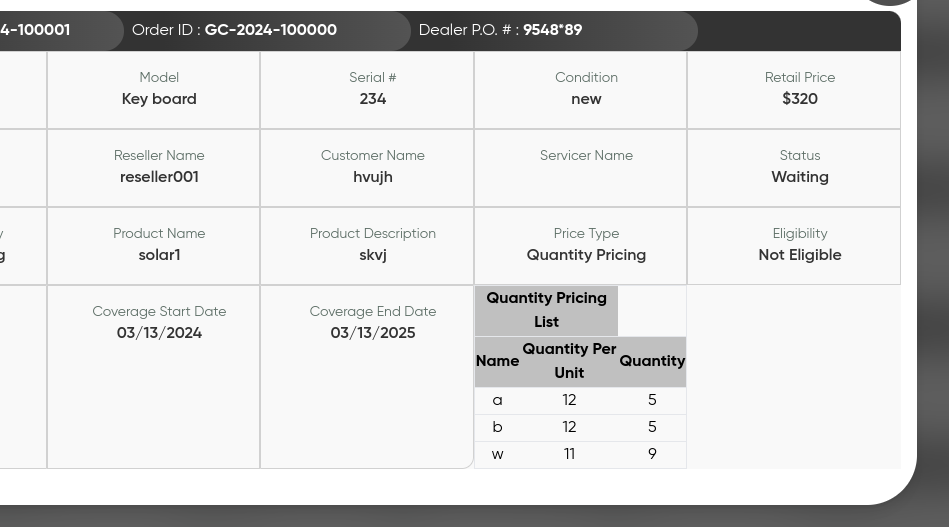 4-100001 Order ID : GC-2024-100000 Dealer P.O. # : 9548*89
Model Serial # Condition Retail Price
Key board 234 new $320
Reseller Name Customer Name Servicer Name Status
reseller001 hvujh Waiting
y Product Name Product Description Price Type Eligibility
g solar1 skvj Quantity Pricing Not Eligible
Coverage Start Date Coverage End Date
03/13/2024 03/13/2025
Quantity Pricing
List
Name Quantity Per Unit Quantity
a 12 5
b 12 5
w 11 9